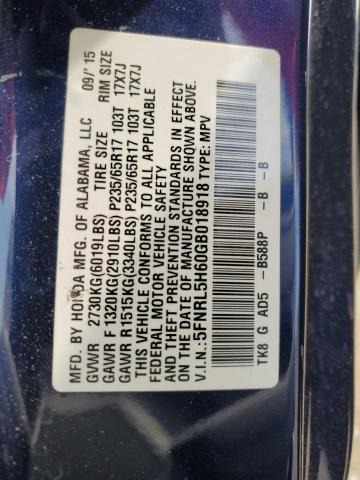 MFD. BY HONDA MFG. OF ALABAMA, LLC 09/'15
GVWR 2730KG(6019LBS) TIRE SIZE RIM SIZE
GAWR F 1320KG(2910LBS) P235/65R17 103T 17X7J
GAWR R1515KG(3340LBS) P235/65R17 103T 17X7J
THIS VEHICLE CONFORMS TO ALL APPLICABLE
FEDERAL MOTOR VEHICLE SAFETY
AND THEFT PREVENTION STANDARDS IN EFFECT
ON THE DATE OF MANUFACTURE SHOWN ABOVE.
V.I.N.:5FNRL5H60GB018918 TYPE: MPV
TK8 G AD5 -B588P -B -B